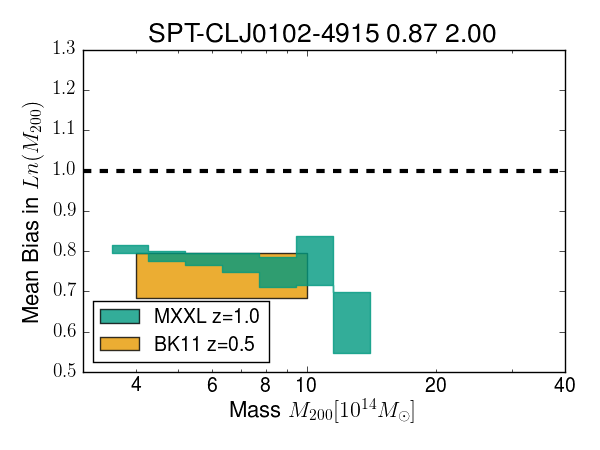 SPT-CLJ0102-4915 0.87 2.00
1.3
1.2
1.1
1.0
0.9
0.8
0.7
0.6
0.5
Mean Bias in Ln(M₂₀₀)
MXXL z=1.0
BK11 z=0.5
4 6 8 10 20 40
Mass M₂₀₀[10¹⁴M☉]